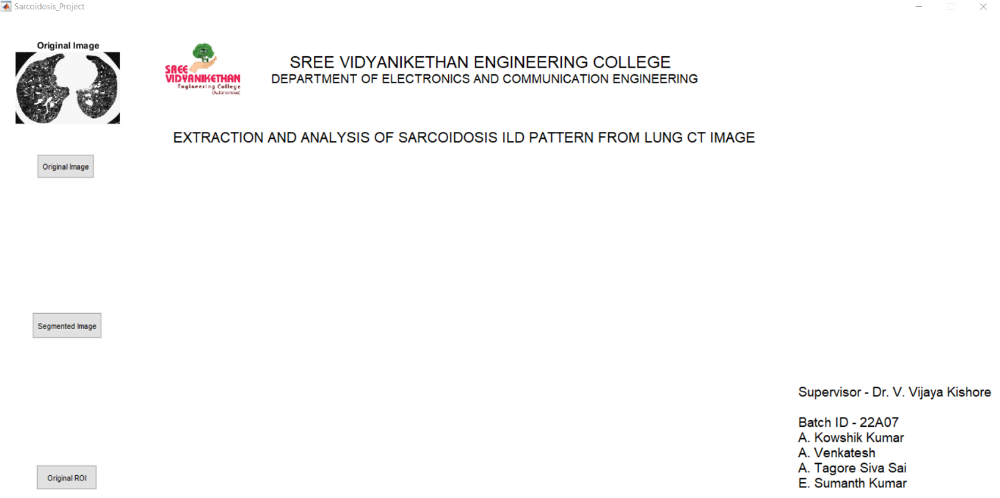 Sarcoidosis_Project
Original Image
SREE
VIDYANIKETHAN
Engineering College
(Autonomous)
SREE VIDYANIKETHAN ENGINEERING COLLEGE
DEPARTMENT OF ELECTRONICS AND COMMUNICATION ENGINEERING
EXTRACTION AND ANALYSIS OF SARCOIDOSIS ILD PATTERN FROM LUNG CT IMAGE
Original Image
Segmented Image
Original ROI
Supervisor - Dr. V. Vijaya Kishore
Batch ID - 22A07
A. Kowshik Kumar
A. Venkatesh
A. Tagore Siva Sai
E. Sumanth Kumar